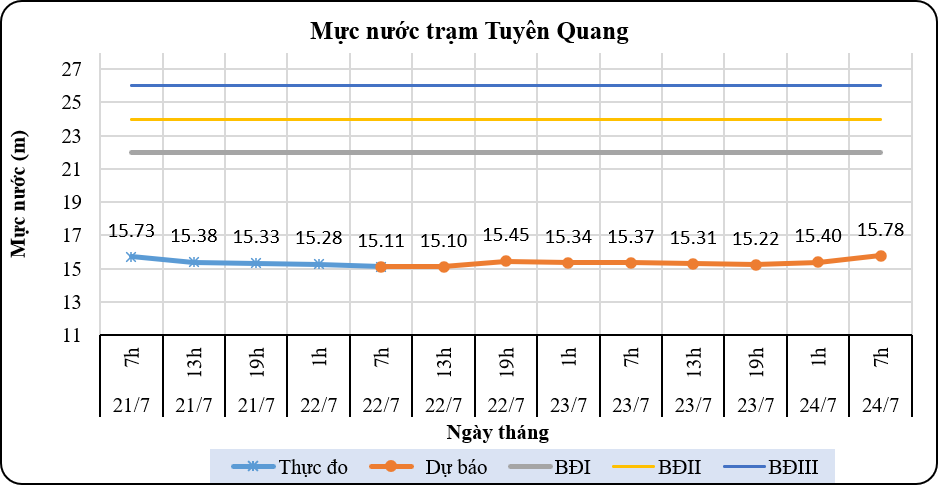 Mực nước trạm Tuyên Quang
Mực nước (m)
27
25
23
21
19
17
15
13
11
15.73 15.38 15.33 15.28 15.11 15.10 15.45 15.34 15.37 15.31 15.22 15.40 15.78
7h 13h 19h 1h 7h 13h 19h 1h 7h 13h 19h 1h 7h
21/7 21/7 21/7 22/7 22/7 22/7 22/7 23/7 23/7 23/7 23/7 24/7 24/7
Ngày tháng
Thực đo Dự báo BĐI BĐII BĐIII